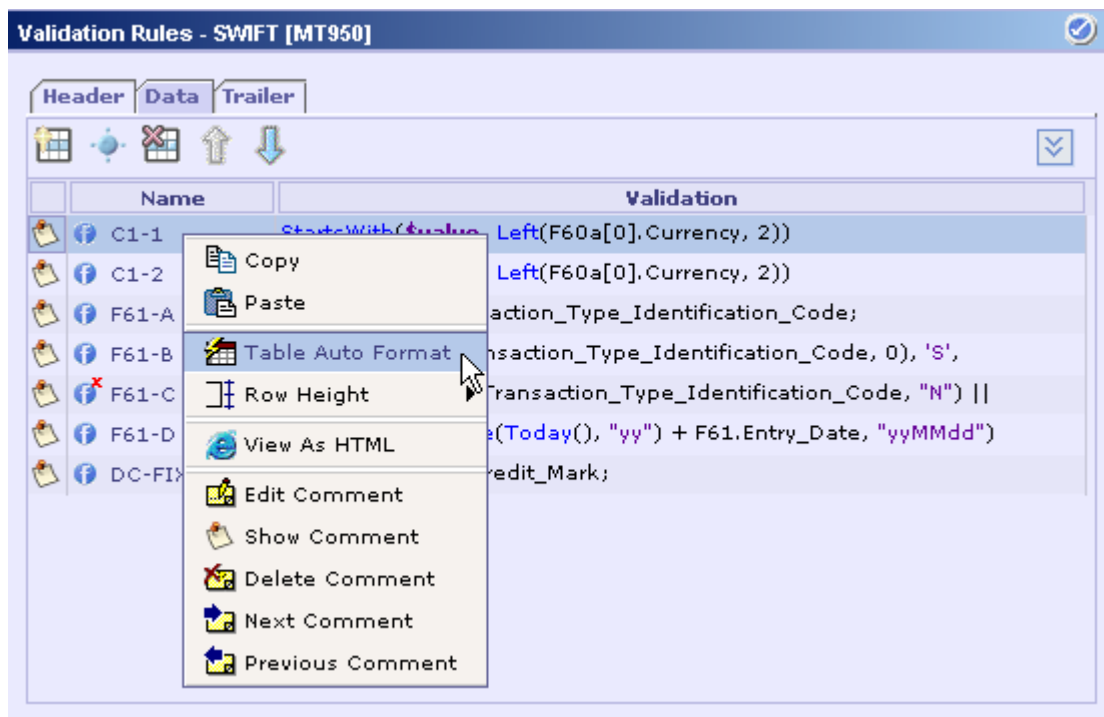 Validation Rules - SWIFT [MT950]
Header Data Trailer
Name Validation
C1-1 StartsWith($value, Left(F60a[0].Currency, 2))
C1-2 Left(F60a[0].Currency, 2))
F61-A action_Type_Identification_Code;
F61-B nsaction_Type_Identification_Code, 0), 'S',
F61-C Transaction_Type_Identification_Code, "N") ||
F61-D e(Today(), "yy") + F61.Entry_Date, "yyMMdd")
DC-FIX redit_Mark;
Copy
Paste
Table Auto Format
Row Height
View As HTML
Edit Comment
Show Comment
Delete Comment
Next Comment
Previous Comment